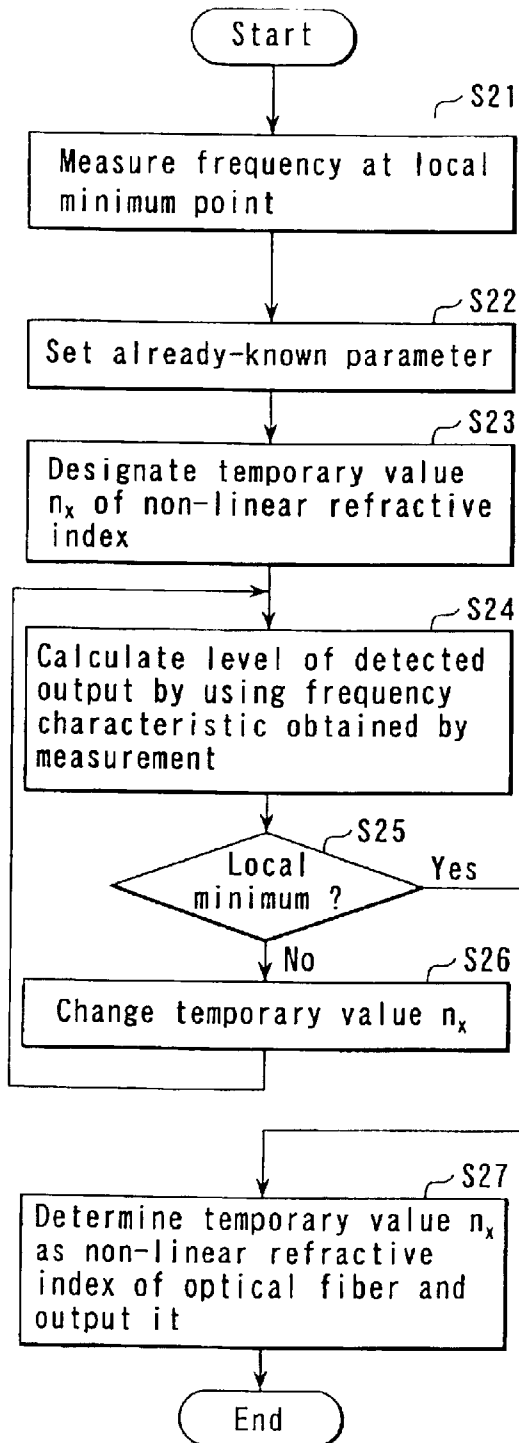 Start
S21
Measure frequency at local
minimum point
S22
Set already-known parameter
S23
Designate temporary value
nx of non-linear refractive
index
S24
Calculate level of detected
output by using frequency
characteristic obtained by
measurement
S25
Local
minimum ?
Yes
No
S26
Change temporary value nx
S27
Determine temporary value nx
as non-linear refractive
index of optical fiber and
output it
End